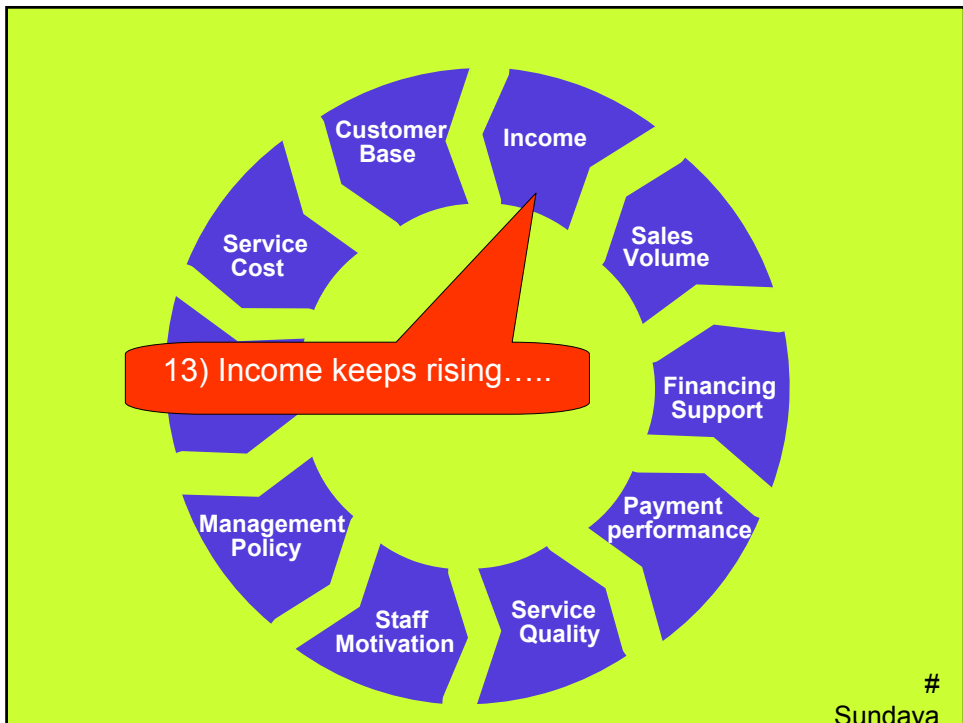 Customer
Base
Income
Service
Cost
Sales
Volume
13) Income keeps rising…..
Financing
Support
Payment
performance
Management
Policy
Service
Quality
Staff
Motivation
#